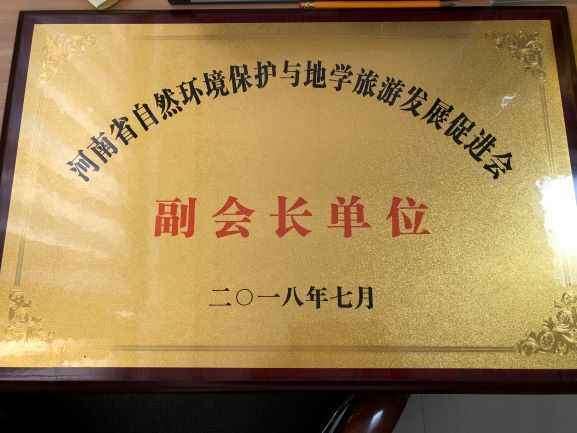 河南省自然环境保护与地学旅游发展促进会
副会长单位
二〇一八年七月